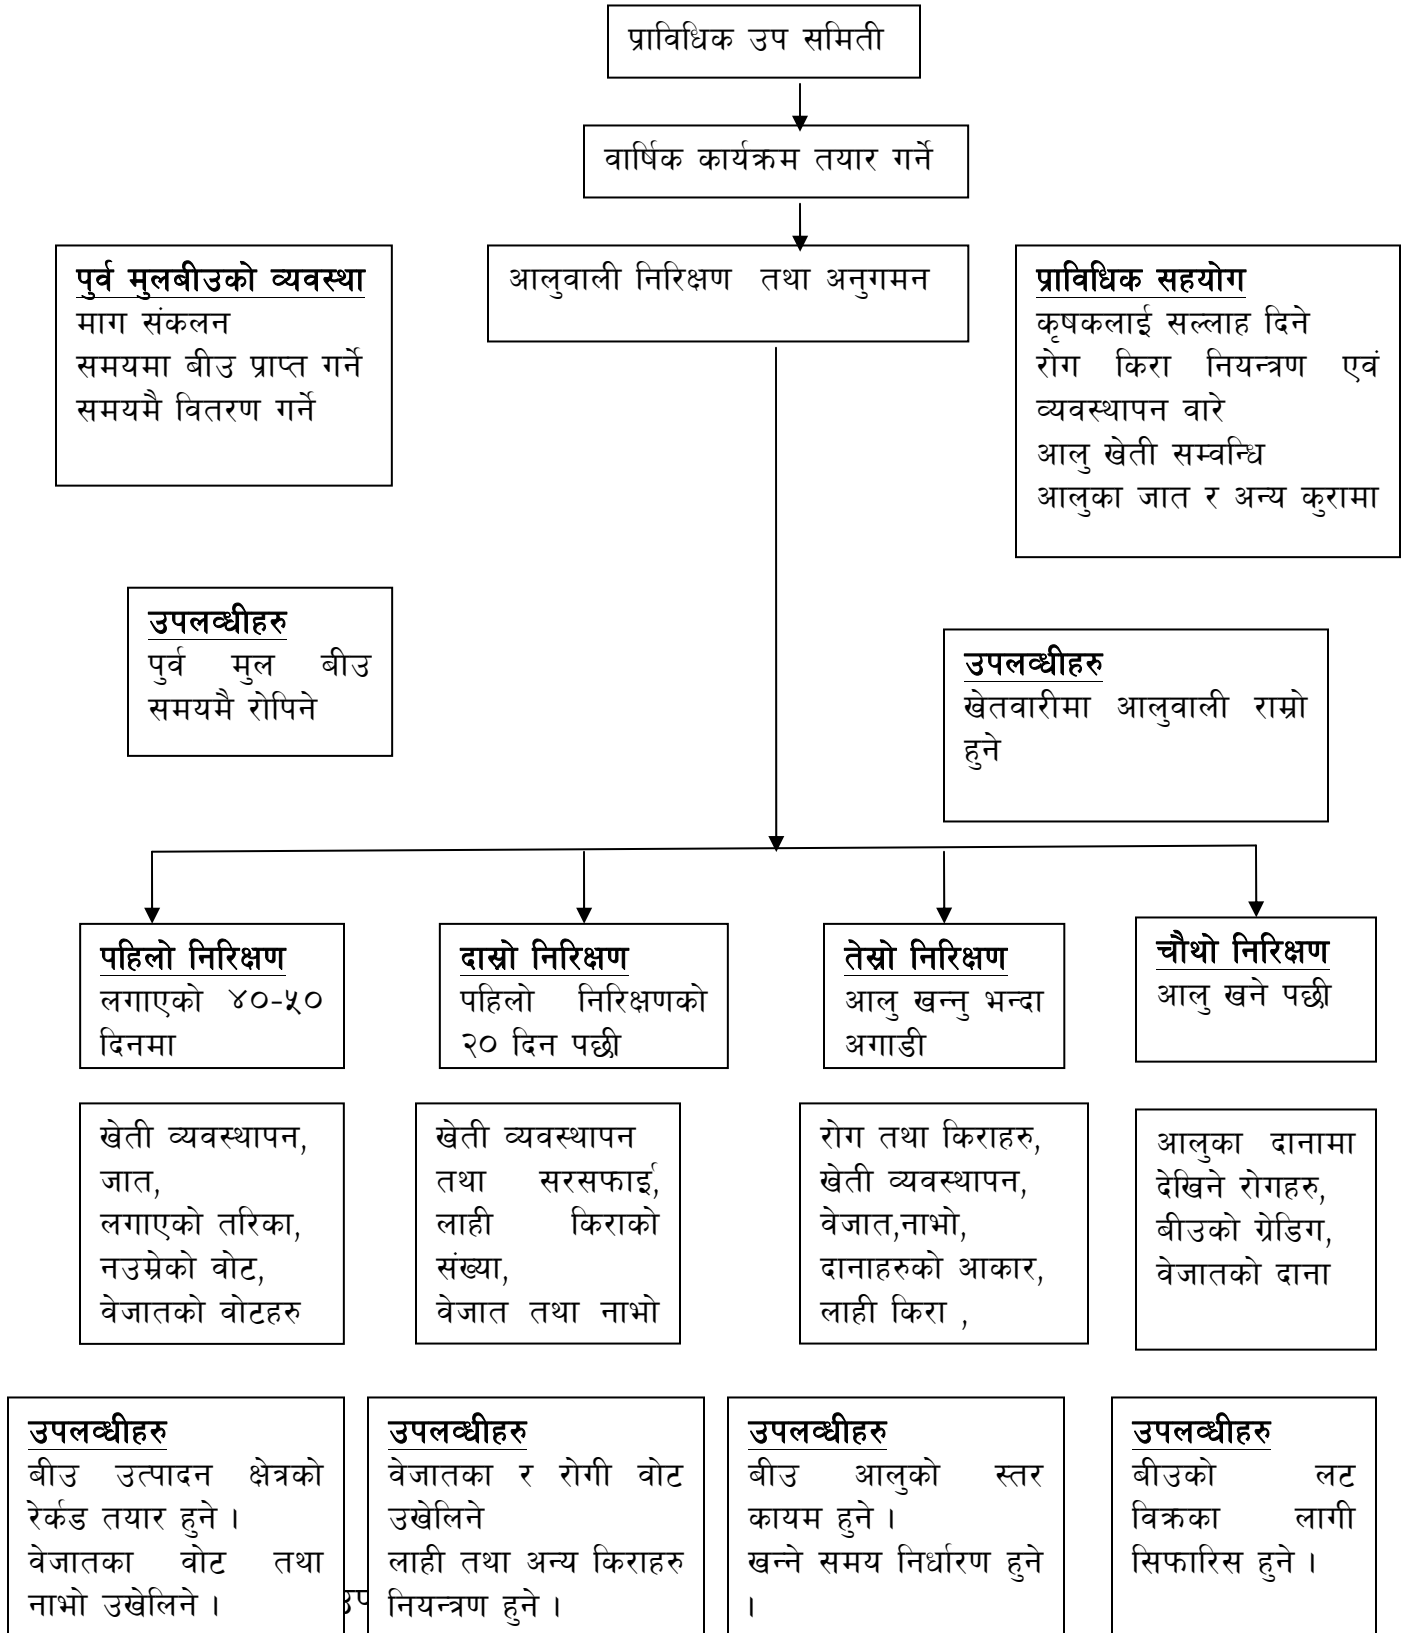 प्राविधिक उप समिती
वार्षिक कार्यक्रम तयार गर्ने
पुर्व मुलबीउको व्यवस्था
माग संकलन
समयमा बीउ प्राप्त गर्ने
समयमै वितरण गर्ने
आलुवाली निरिक्षण तथा अनुगमन
प्राविधिक सहयोग
कृषकलाई सल्लाह दिने
रोग किरा नियन्त्रण एवं
व्यवस्थापन वारे
आलु खेती सम्वन्धि
आलुका जात र अन्य कुरामा
उपलव्धीहरु
पुर्व मुल बीउ
समयमै रोपिने
उपलव्धीहरु
खेतवारीमा आलुवाली राम्रो
हुने
पहिलो निरिक्षण
लगाएको ४०-५०
दिनमा
दास्रो निरिक्षण
पहिलो निरिक्षणको
२० दिन पछी
तेस्रो निरिक्षण
आलु खन्नु भन्दा
अगाडी
चौथो निरिक्षण
आलु खने पछी
खेती व्यवस्थापन,
जात,
लगाएको तरिका,
नउम्रेको वोट,
वेजातको वोटहरु
खेती व्यवस्थापन
तथा सरसफाई,
लाही किराको
संख्या,
वेजात तथा नाभो
रोग तथा किराहरु,
खेती व्यवस्थापन,
वेजात,नाभो,
दानाहरुको आकार,
लाही किरा ,
आलुका दानामा
देखिने रोगहरु,
बीउको ग्रेडिग,
वेजातको दाना
उपलव्धीहरु
बीउ उत्पादन क्षेत्रको
रेर्कड तयार हुने ।
वेजातका वोट तथा
नाभो उखेलिने ।
उपलव्धीहरु
वेजातका र रोगी वोट
उखेलिने
लाही तथा अन्य किराहरु
नियन्त्रण हुने ।
उपलव्धीहरु
बीउ आलुको स्तर
कायम हुने ।
खन्ने समय निर्धारण हुने
।
उपलव्धीहरु
बीउको लट
विक्रका लागी
सिफारिस हुने ।